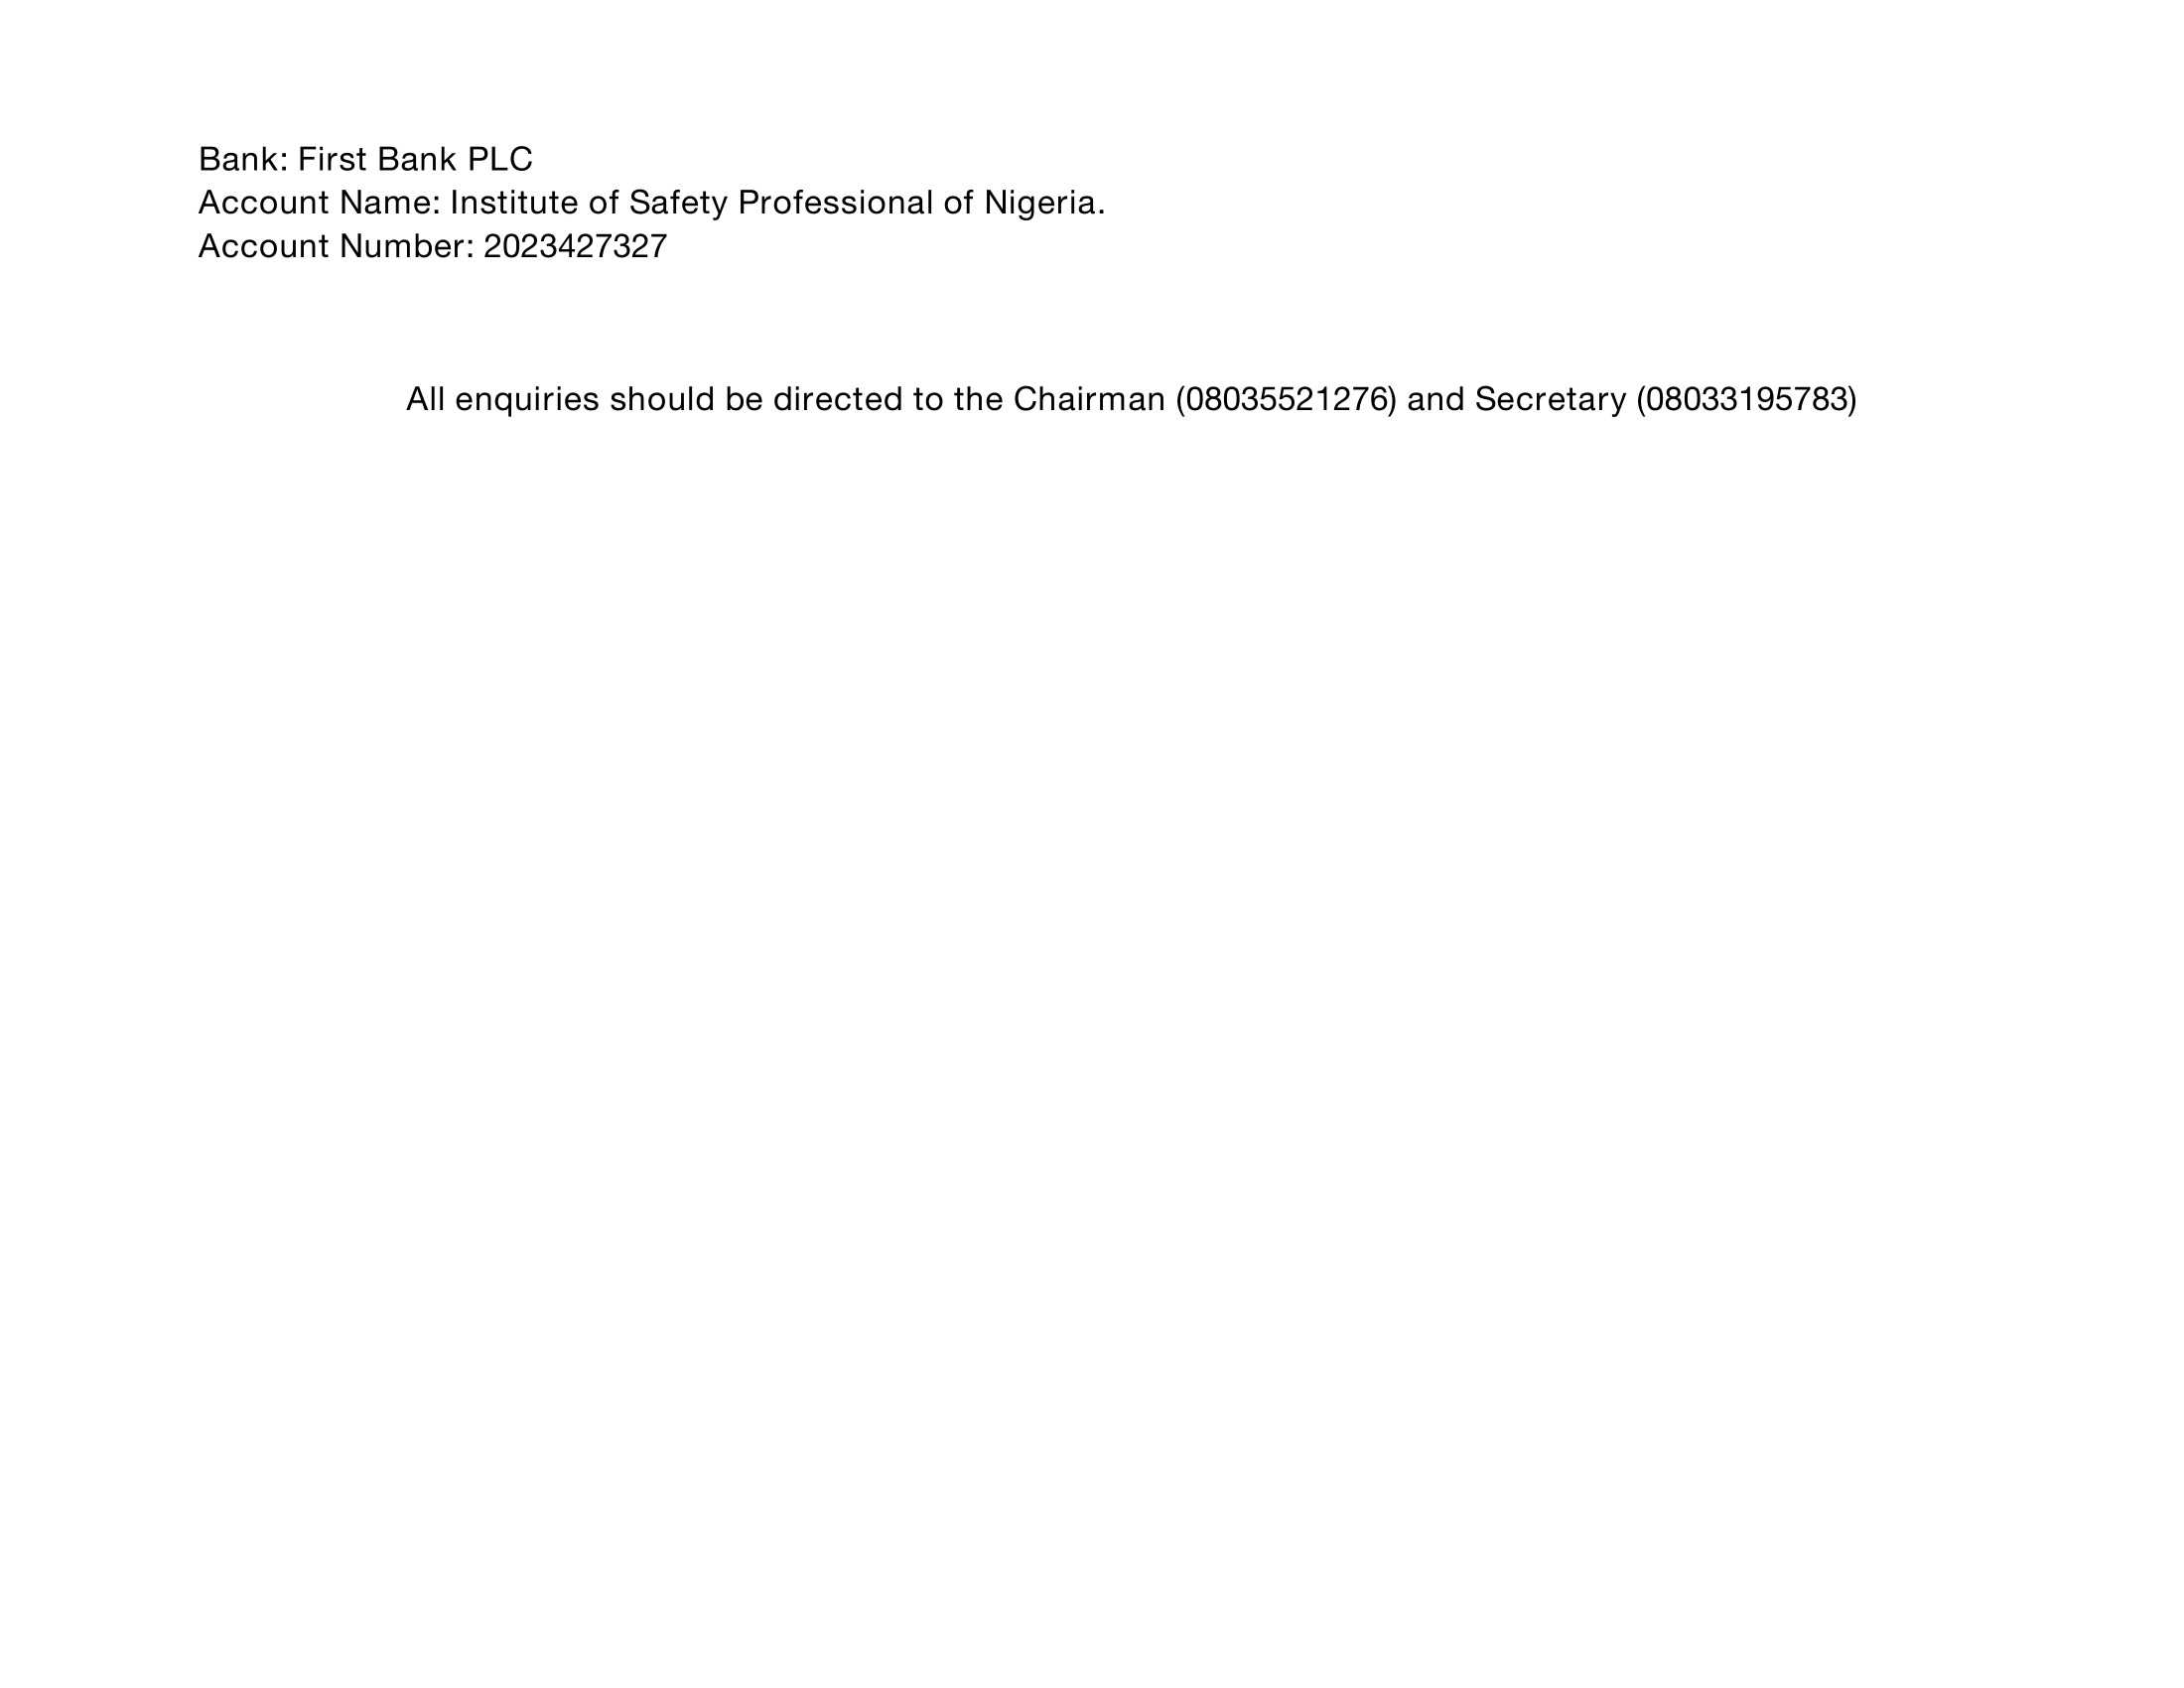 Bank: First Bank PLC
Account Name: Institute of Safety Professional of Nigeria.
Account Number: 2023427327
All enquiries should be directed to the Chairman (08035521276) and Secretary (08033195783)